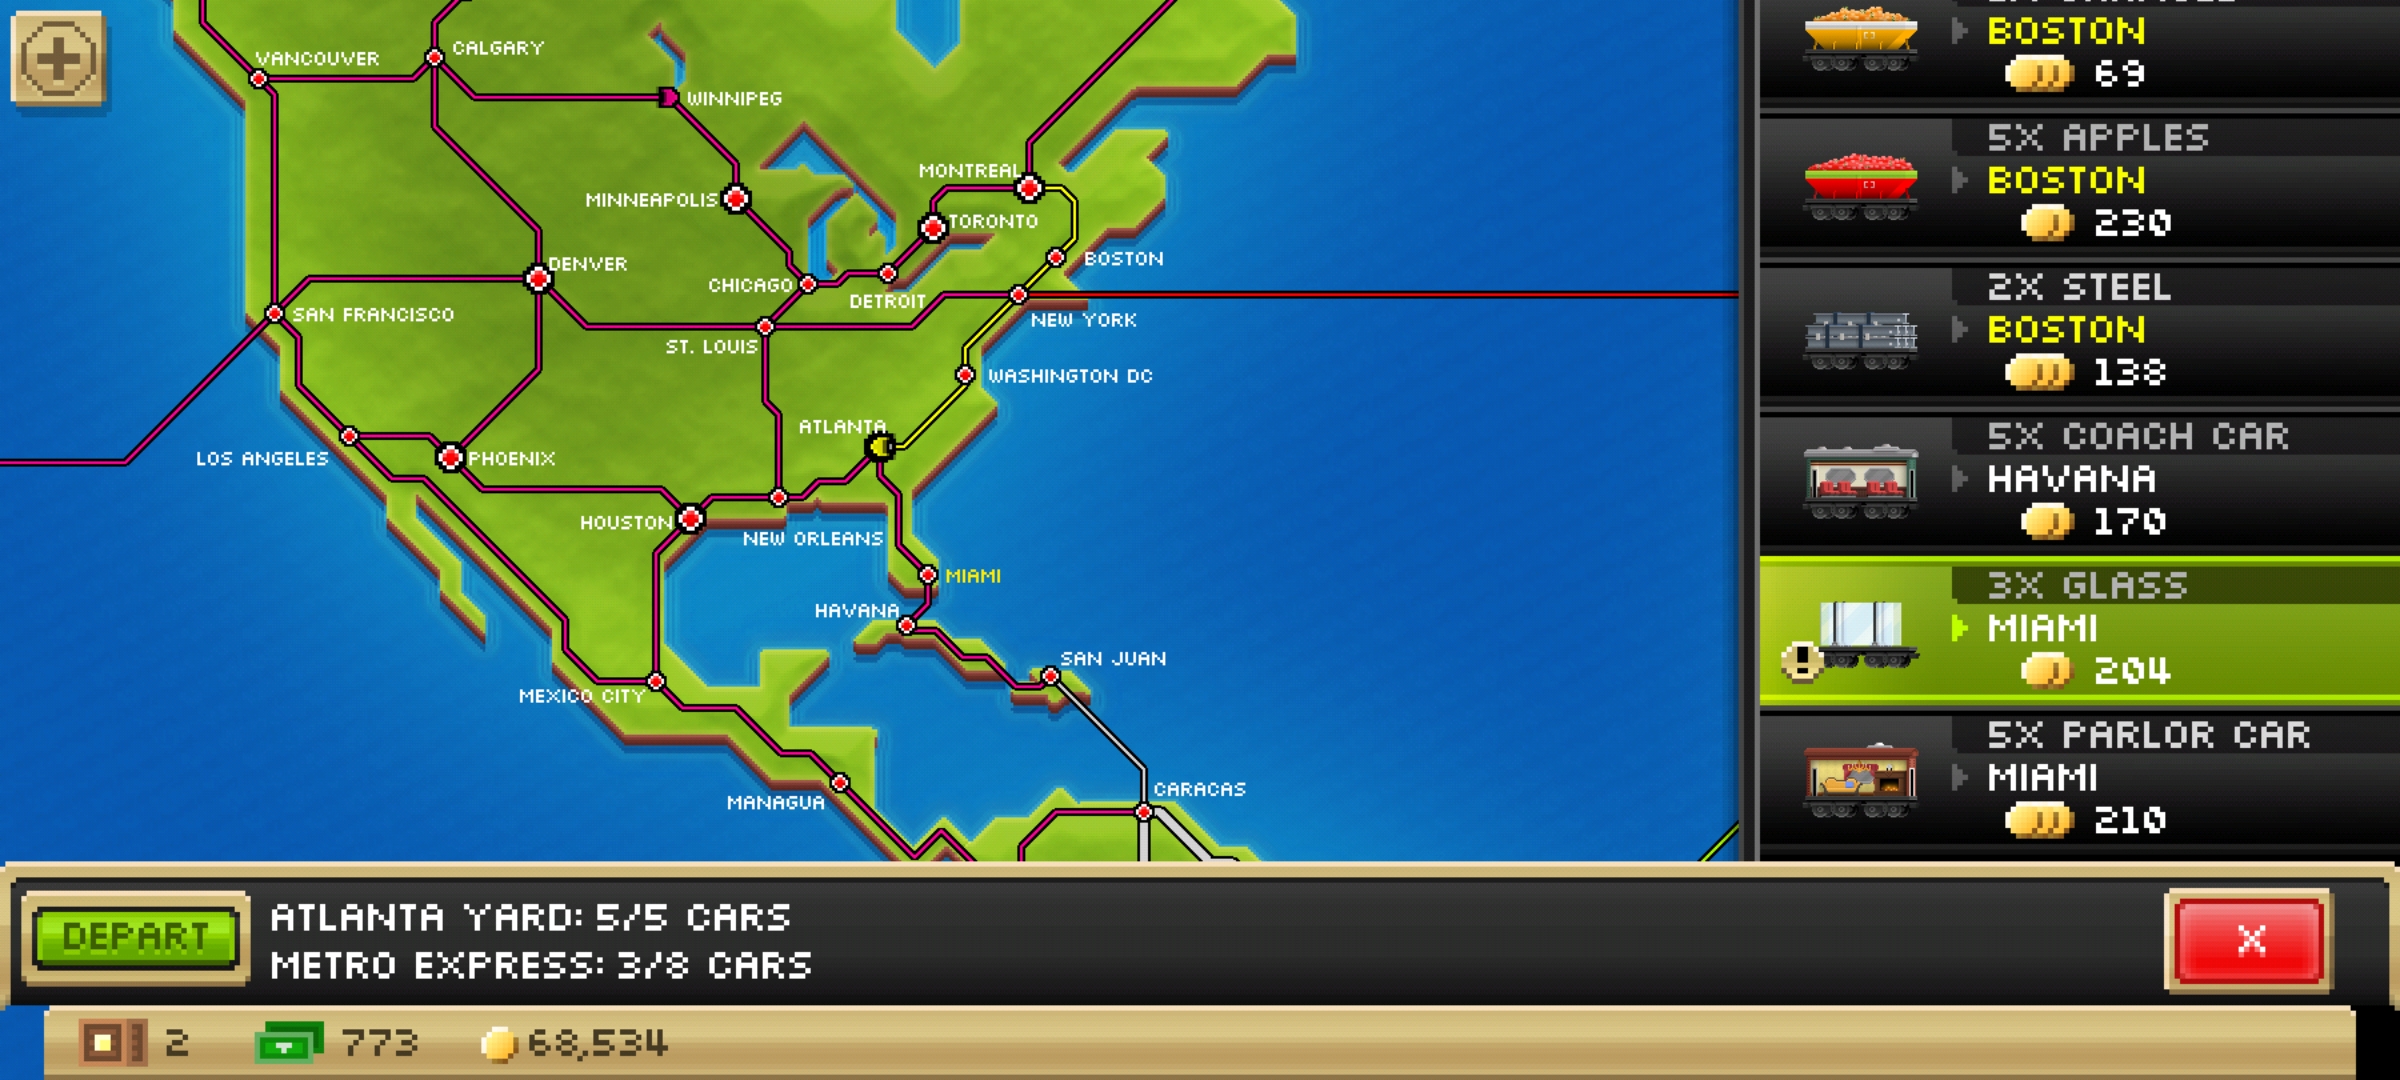 VANCOUVER
CALGARY
WINNIPEG
MONTREAL
MINNEAPOLIS
TORONTO
BOSTON
DENVER
CHICAGO
DETROIT
SAN FRANCISCO
NEW YORK
ST. LOUIS
WASHINGTON DC
ATLANTA
LOS ANGELES
PHOENIX
HOUSTON
NEW ORLEANS
MIAMI
HAVANA
SAN JUAN
MEXICO CITY
CARACAS
MANAGUA
BOSTON
69
5X APPLES
BOSTON
230
2X STEEL
BOSTON
138
5X COACH CAR
HAVANA
170
3X GLASS
MIAMI
204
5X PARLOR CAR
MIAMI
210
DEPART
ATLANTA YARD: 5/5 CARS
METRO EXPRESS: 3/8 CARS
X
2
773
68,534